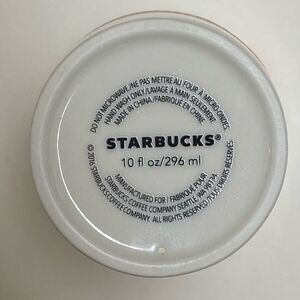 DO NOT MICROWAVE/NE PAS METTRE AU FOUR À MICRO-ONDES
HAND WASH ONLY/LAVAGE À MAIN SEULEMENT
MADE IN CHINA/FABRIQUÉ EN CHINE
STARBUCKS®
10 fl oz/296 ml
MANUFACTURED FOR / FABRIQUÉ POUR
STARBUCKS COFFEE COMPANY SEATTLE, WA 98134
©2016 STARBUCKS COFFEE COMPANY. ALL RIGHTS RESERVED/TOUS DROITS RÉSERVÉS